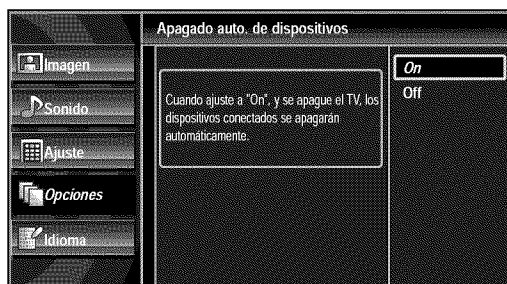 Apagado auto. de dispositivos
Imagen
Sonido
Ajuste
Opciones
Idioma
Cuando ajuste a "On", y se apague el TV, los
dispositivos conectados se apagarán
automáticamente.
On
Off